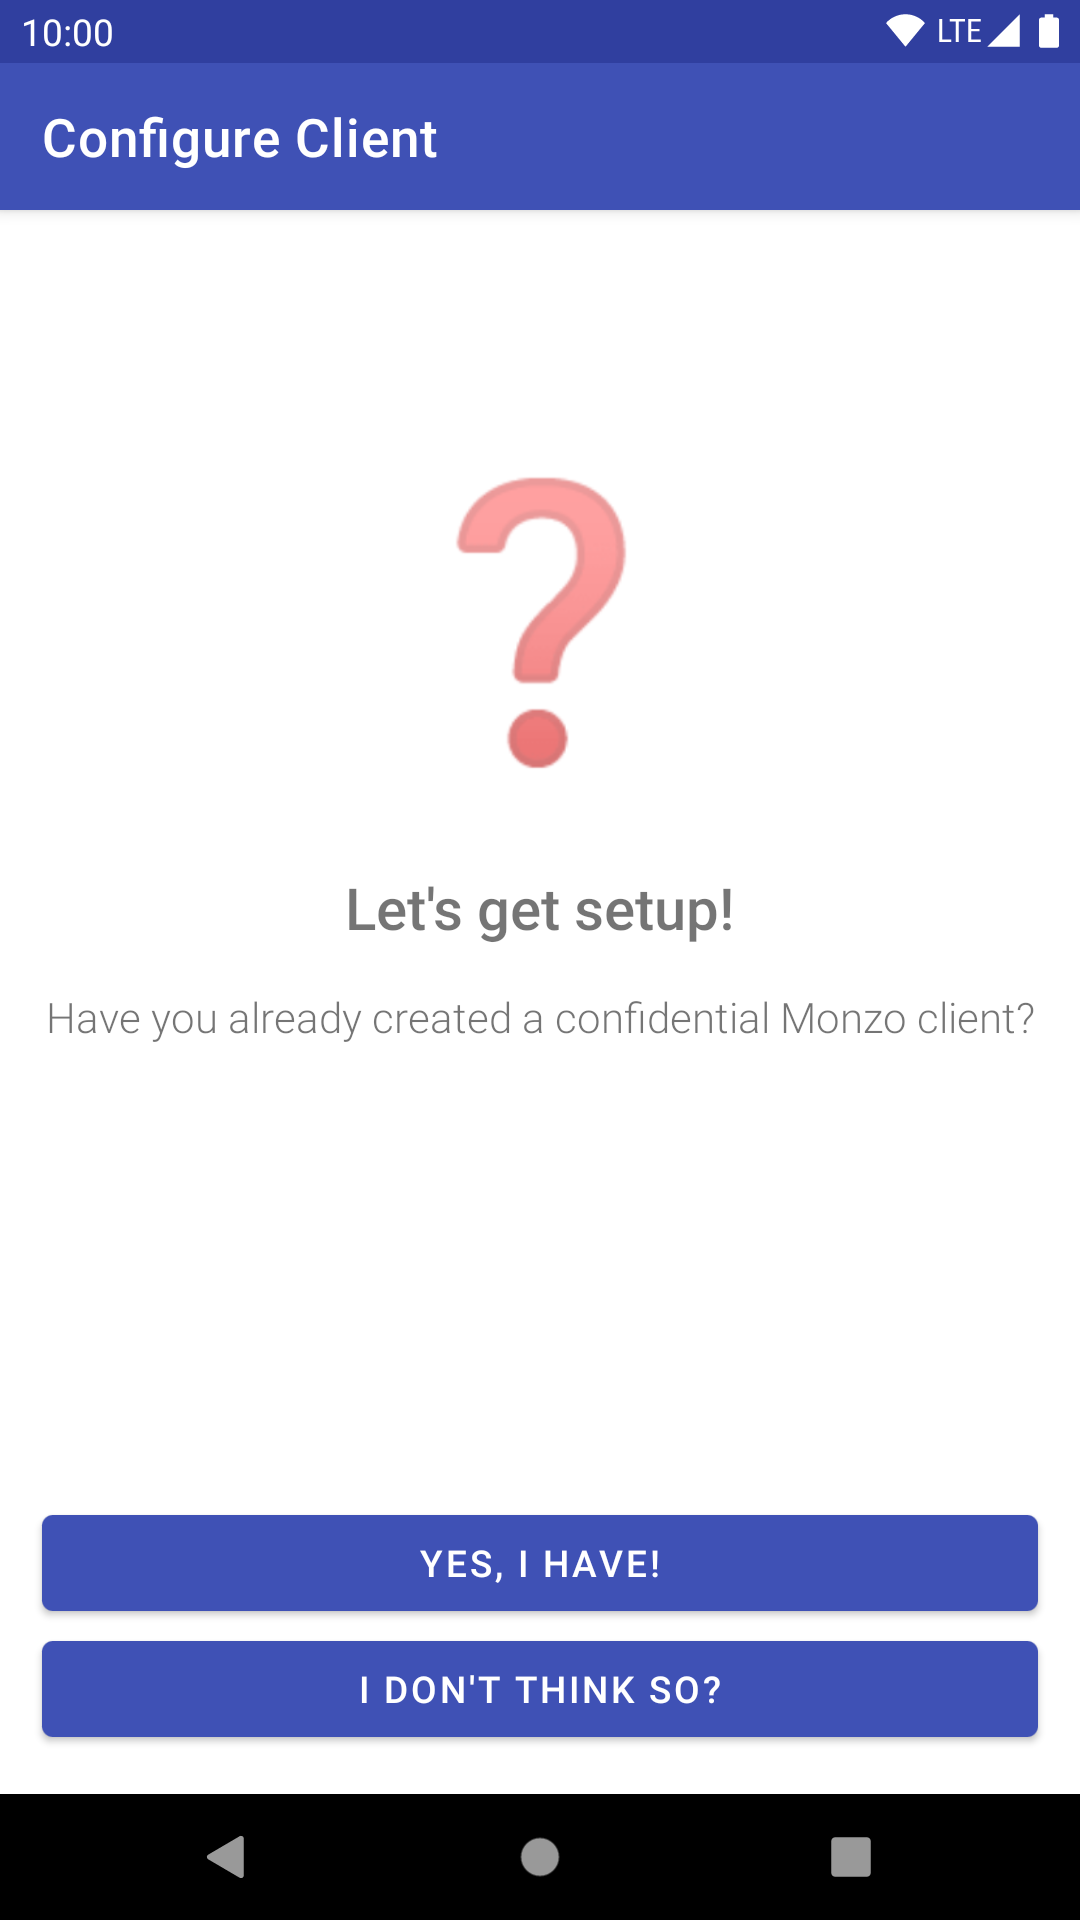 10:00 LTE
Configure Client
Let's get setup!
Have you already created a confidential Monzo client?
YES, I HAVE!
I DON'T THINK SO?